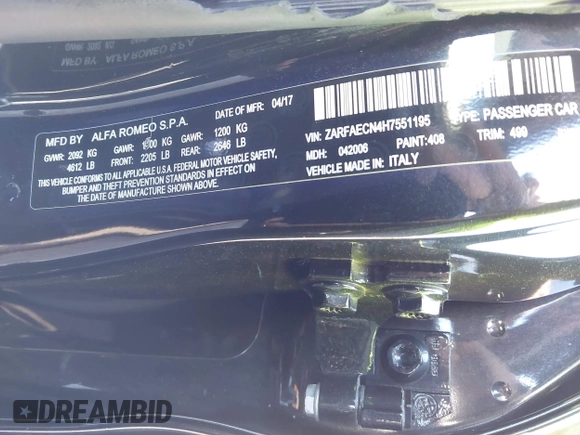 MFD BY ALFA ROMEO S.P.A. DATE OF MFR: 04/17
GVWR: 2092 KG GAWR: 1000 KG GAWR: 1200 KG
4612 LB FRONT: 2205 LB REAR: 2646 LB
THIS VEHICLE CONFORMS TO ALL APPLICABLE U.S.A FEDERAL MOTOR VEHICLE SAFETY,
BUMPER AND THEFT PREVENTION STANDARDS IN EFFECT ON
THE DATE OF MANUFACTURE SHOWN ABOVE.
VIN: ZARFAECN4H7551195 TYPE: PASSENGER CAR
MDH: 042006 PAINT:408 TRIM: 499
VEHICLE MADE IN: ITALY
DREAMBID